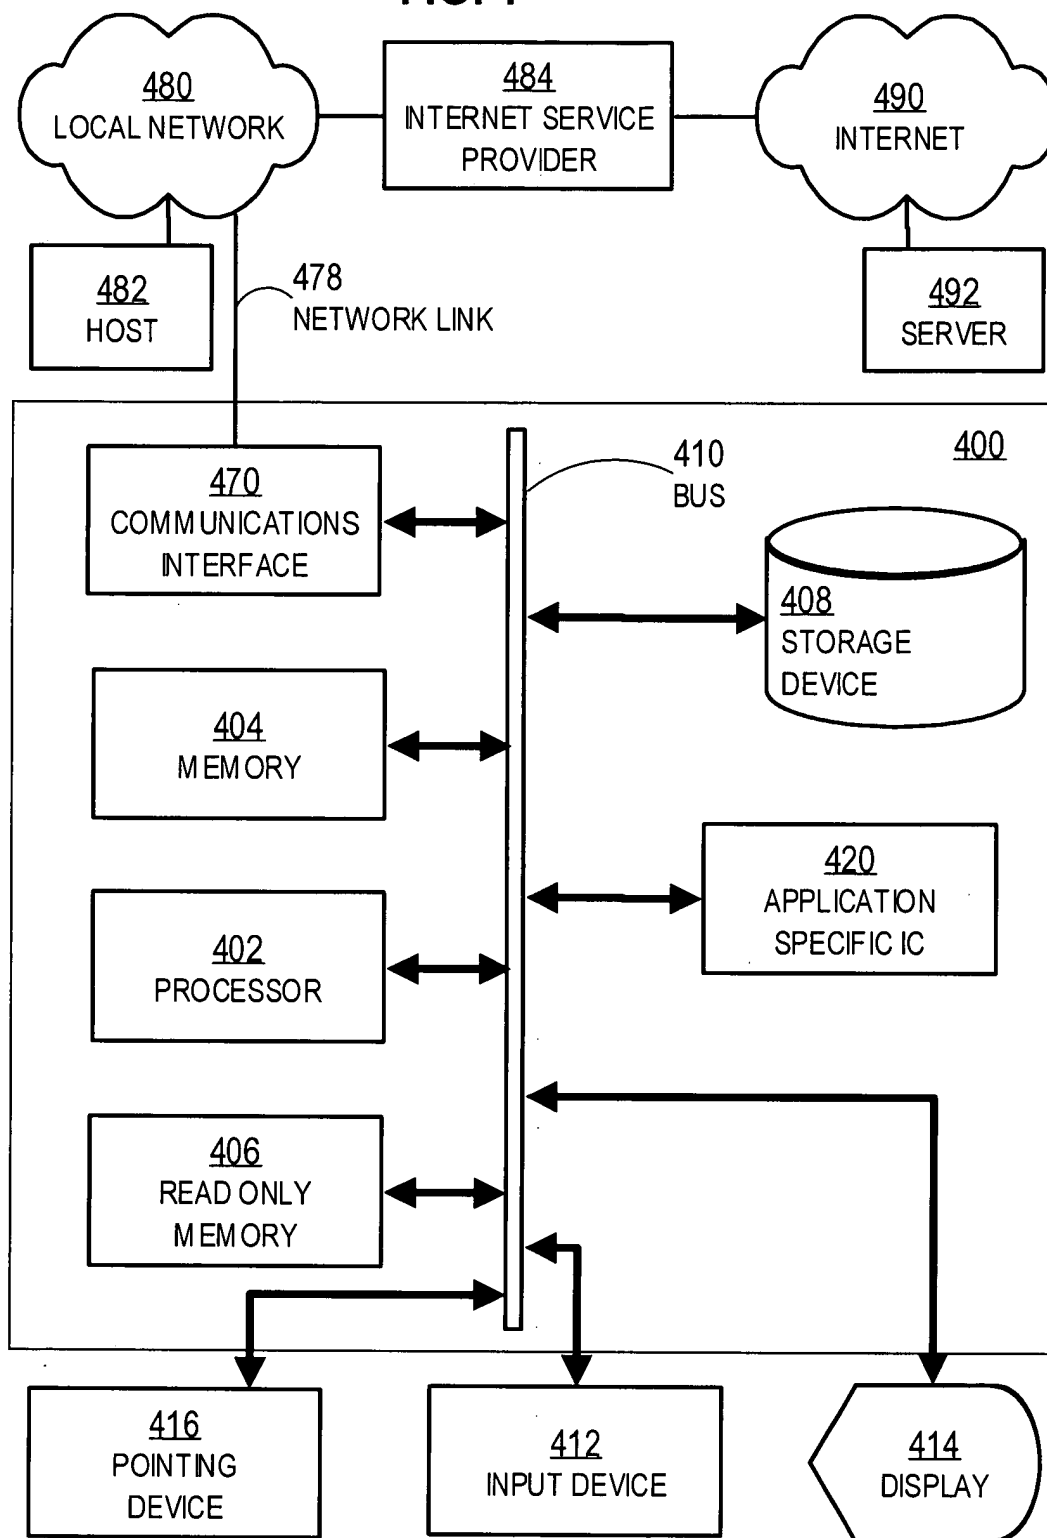 480
LOCAL NETWORK
484
INTERNET SERVICE
PROVIDER
490
INTERNET
482
HOST
478
NETWORK LINK
492
SERVER
400
470
COMMUNICATIONS
INTERFACE
410
BUS
408
STORAGE
DEVICE
404
MEMORY
420
APPLICATION
SPECIFIC IC
402
PROCESSOR
406
READ ONLY
MEMORY
416
POINTING
DEVICE
412
INPUT DEVICE
414
DISPLAY